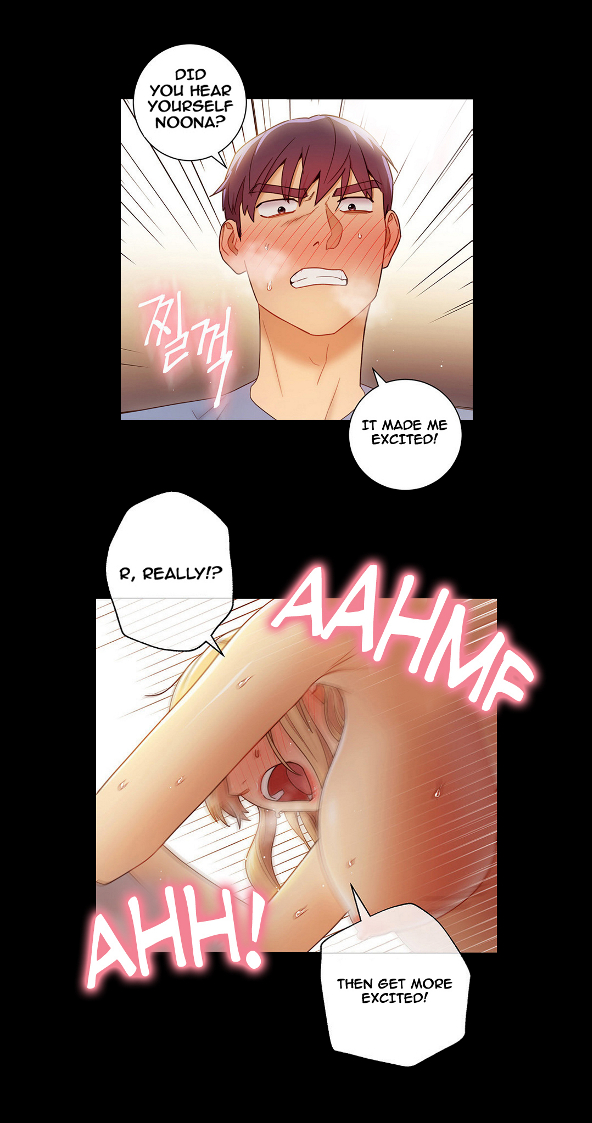 DID
YOU HEAR
YOURSELF
NOONA?
찔꺽
IT MADE ME
EXCITED!
R, REALLY!?
AAHMF
AHH!
THEN GET MORE
EXCITED!